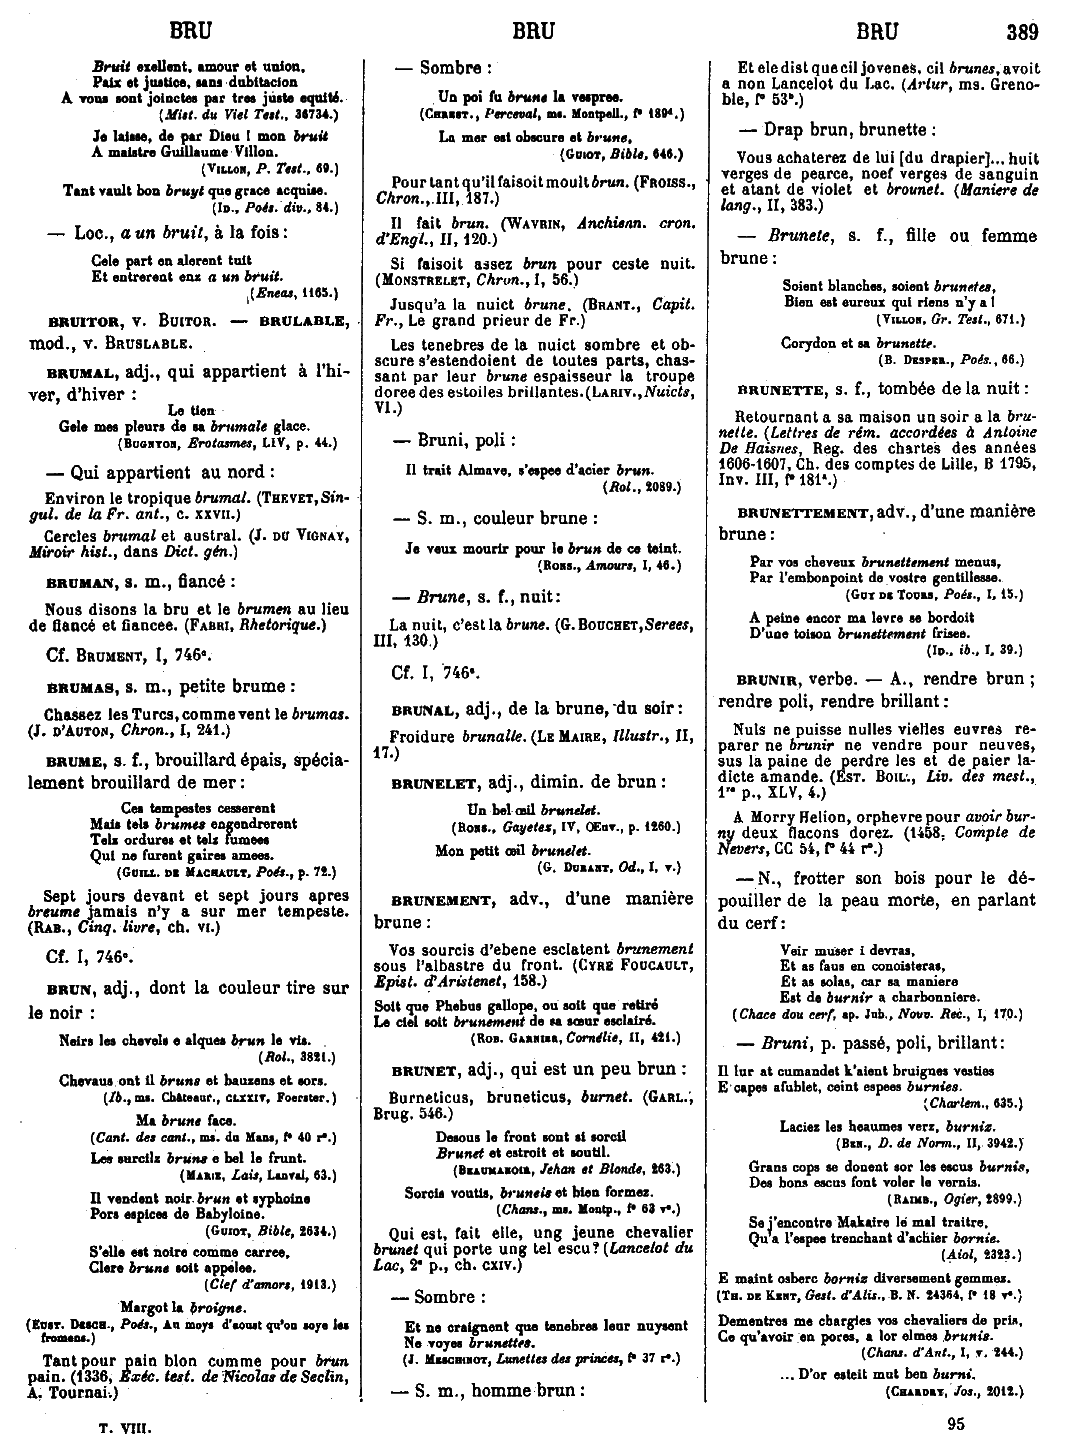 BRU BRU BRU 389
Bruit exellent, amour et union,
Paix et justice, sans dubitacion
A vous sont joinctes par tres juste equité.
(Mist. du Viel Test., 36734.)
Je laisse, de par Dieu ! mon bruit
A maistre Guillaume Villon.
(VILLON, P. Test., 69.)
Tant vault bon bruyt que grace acquise.
(ID., Poés. div., 84.)
— Loc., a un bruit, à la fois :
Cele part en alerent tuit
Et entrerent enz a un bruit.
(Eneas, 1165.)
BRUITOR, v. BUITOR. — BRULABLE,
mod., v. BRUSLABLE.
BRUMAL, adj., qui appartient à l'hi-
ver, d'hiver :
Le tien
Gele mes pleurs de sa brumale glace.
(BUGNYON, Erotasmes, LIV, p. 44.)
— Qui appartient au nord :
Environ le tropique brumal. (THEVET, Sin-
gul. de la Fr. ant., c. XXVII.)
Cercles brumal et austral. (J. DU VIGNAY,
Miroir hist., dans Dict. gén.)
BRUMAN, s. m., fiancé :
Nous disons la bru et le brumen au lieu
de fiancé et fiancee. (FABRI, Rhetorique.)
Cf. BRUMENT, I, 746ᵃ.
BRUMAS, s. m., petite brume :
Chassez les Turcs, comme vent le brumas.
(J. D'AUTON, Chron., I, 241.)
BRUME, s. f., brouillard épais, spécia-
lement brouillard de mer :
Ces tempestes cesserent
Mais tels brumes engendrerent
Telz ordures et telz fumees
Qui ne furent gaires amees.
(GUILL. DE MACHAULT, Poés., p. 72.)
Sept jours devant et sept jours apres
breume jamais n'y a sur mer tempeste.
(RAB., Cinq. livre, ch. VI.)
Cf. I, 746ᵃ.
BRUN, adj., dont la couleur tire sur
le noir :
Neirs les chevels e alques brun le vis.
(Rol., 3821.)
Chevaus ont il bruns et bauzens et sors.
(Ib., ms. Châteaur., CLXXIV, Foerster.)
Ma brune face.
(Cant. des cant., ms. du Mans, f° 40 r°.)
Les surcilz bruns e bel le frunt.
(MARIE, Lais, Lanval, 63.)
Il vendent noir brun et syphoine
Pors espices de Babyloine.
(GUIOT, Bible, 2634.)
S'elle est noire comme carree,
Clere brune soit appelee.
(Clef d'amors, 1913.)
Margot la broigne.
(EUST. DESCH., Poés., Au moys d'aoust qu'on soye les
fromens.)
Tant pour pain blon comme pour brun
pain. (1336, Exéc. test. de Nicolas de Seclin,
A. Tournai.)
T. VIII.
— Sombre :
Un poi fu brune la vespree.
(CHREST., Perceval, ms. Montpell., f° 189ᵈ.)
La mer est obscure et brune,
(GUIOT, Bible, 646.)
Pour tant qu'il faisoit moult brun. (FROISS.,
Chron., III, 187.)
Il fait brun. (WAVRIN, Anchienn. cron.
d'Engl., II, 120.)
Si faisoit assez brun pour ceste nuit.
(MONSTRELET, Chron., I, 56.)
Jusqu'a la nuict brune. (BRANT., Capit.
Fr., Le grand prieur de Fr.)
Les tenebres de la nuict sombre et ob-
scure s'estendoient de toutes parts, chas-
sant par leur brune espaisseur la troupe
doree des estoiles brillantes. (LARIV., Nuicts,
VI.)
— Bruni, poli :
Il trait Almave, s'espee d'acier brun.
(Rol., 2089.)
— S. m., couleur brune :
Je veux mourir pour le brun de ce teint.
(RONS., Amours, I, 46.)
— Brune, s. f., nuit :
La nuit, c'est la brune. (G. BOUCHET, Serees,
III, 130.)
Cf. I, 746ᵃ.
BRUNAL, adj., de la brune, du soir :
Froidure brunalle. (LE MAIRE, Illustr., II,
17.)
BRUNELET, adj., dimin. de brun :
Un bel œil brunelet.
(RONS., Gayetez, IV, Œuv., p. 1260.)
Mon petit œil brunelet.
(G. DURANT, Od., I, v.)
BRUNEMENT, adv., d'une manière
brune :
Vos sourcis d'ebene esclatent brunement
sous l'albastre du front. (CYRE FOUCAULT,
Epist. d'Aristenet, 158.)
Soit que Phebus gallope, ou soit que retiré
Le ciel soit brunement de sa sœur esclairé.
(ROB. GARNIER, Cornélie, II, 421.)
BRUNET, adj., qui est un peu brun :
Burneticus, bruneticus, burnet. (GARL.,
Brug. 546.)
Desous le front sont si sorcil
Brunet et estroit et soutil.
(BEAUMANOIR, Jehan et Blonde, 263.)
Sorcis voutis, bruneis et bien formez.
(Chans., ms. Montp., f° 63 v°.)
Qui est, fait elle, ung jeune chevalier
brunet qui porte ung tel escu ? (Lancelot du
Lac, 2ᵉ p., ch. CXIV.)
— Sombre :
Et ne craignent que tenebres leur nuysent
Ne voyes brunettes.
(J. MESCHINOT, Lunettes des princes, f° 37 r°.)
— S. m., homme brun :
Et ele dist que cil jovenes, cil brunes, avoit
a non Lancelot du Lac. (Artur, ms. Greno-
ble, f° 53ᵃ.)
— Drap brun, brunette :
Vous achaterez de lui [du drapier]... huit
verges de pearce, noef verges de sanguin
et atant de violet et brounet. (Maniere de
lang., II, 383.)
— Brunete, s. f., fille ou femme
brune :
Soient blanches, soient brunetes,
Bien est eureux qui riens n'y a !
(VILLON, Gr. Test., 671.)
Corydon et sa brunette.
(B. DESPER., Poés., 66.)
BRUNETTE, s. f., tombée de la nuit :
Retournant a sa maison un soir a la bru-
nette. (Lettres de rém. accordées à Antoine
De Haisnes, Reg. des chartes des années
1606-1607, Ch. des comptes de Lille, B 1795,
Inv. III, f° 181ᵃ.)
BRUNETTEMENT, adv., d'une manière
brune :
Par vos cheveux brunettement menus,
Par l'embonpoint de vostre gentillesse.
(GUY DE TOURS, Poés., I, 15.)
A peine encor ma levre se bordoit
D'une toison brunettement frisee.
(ID., ib., I, 39.)
BRUNIR, verbe. — A., rendre brun ;
rendre poli, rendre brillant :
Nuls ne puisse nulles vielles euvres re-
parer ne brunir ne vendre pour neuves,
sus la paine de perdre les et de paier la-
dicte amande. (EST. BOIL., Liv. des mest.,
1ʳᵉ p., XLV, 4.)
A Morry Helion, orphevre pour avoir bur-
ny deux flacons dorez. (1458, Compte de
Nevers, CC 54, f° 44 r°.)
— N., frotter son bois pour le dé-
pouiller de la peau morte, en parlant
du cerf :
Veir muser i devras,
Et as faus en conoisteras,
Et as solas, car sa maniere
Est de burnir a charbonniere.
(Chace dou cerf, ap. Jub., Nouv. Rec., I, 170.)
— Bruni, p. passé, poli, brillant :
Il lur at cumandet k'aient bruignes vesties
E capes afublet, ceint espees burnies.
(Charlem., 635.)
Laciez les heaumes verz, burniz.
(BEN., D. de Norm., II, 3942.)
Grans cops se donent sor les escus burnis,
Des bons escus font voler le vernis.
(RAIMB., Ogier, 2899.)
Se j'encontre Makaire le mal traitre,
Qu'a l'espee trenchant d'achier bornie.
(Aiol, 2323.)
E maint osberc borniz diversement gemmez.
(TH. DE KENT, Gest. d'Alis., B. N. 24364, f° 18 v°.)
Dementres me chargies vos chevaliers de pris,
Ce qu'avoir en pores, a lor elmes brunis.
(Chans. d'Ant., I, v. 244.)
... D'or esteit mut ben burni.
(CHARDRY, Jos., 2012.)
95